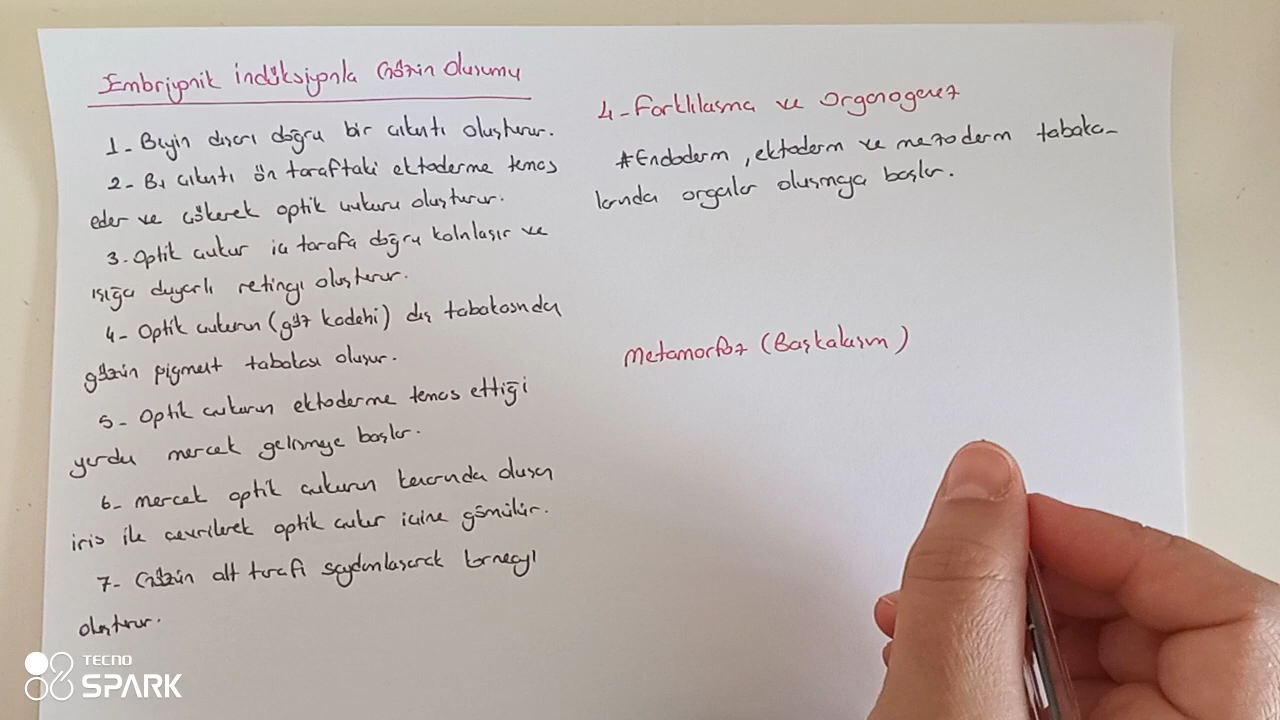 Embriyonik indüksiyonla Gözün Oluşumu
1- Beyin dışarı doğru bir çıkıntı oluşturur.
2- Bu çıkıntı ön taraftaki ektoderme temas
eder ve çökerek optik çukuru oluşturur.
3- Optik çukur iç tarafa doğru kalınlaşır ve
ışığa duyarlı retinayı oluşturur.
4- Optik çukurun (göz kadehi) dış tabakasında
gözün pigment tabakası oluşur.
5- Optik çukurun ektoderme temas ettiği
yerde mercek gelişmeye başlar.
6- mercek optik çukurun kenarında oluşan
iris ile çevrilerek optik çukur içine gömülür.
7- Gözün alt tarafı saydamlaşarak korneayı
oluşturur.
4- Farklılaşma ve Organogenez
*Endoderm, ektoderm ve mezoderm tabaka-
larında organlar oluşmaya başlar.
Metamorfoz (Başkalaşım)
TECNO
SPARK